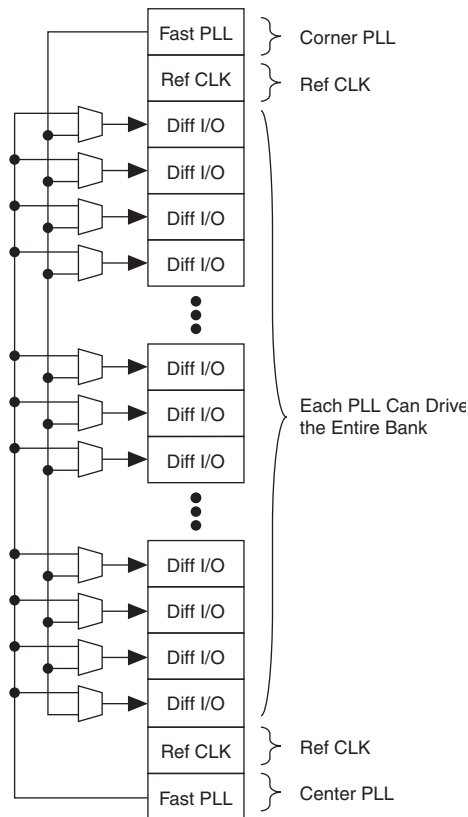 Fast PLL
Corner PLL
Ref CLK
Ref CLK
Diff I/O
Diff I/O
Diff I/O
Diff I/O
Diff I/O
Diff I/O
Each PLL Can Drive
the Entire Bank
Diff I/O
Diff I/O
Diff I/O
Diff I/O
Diff I/O
Ref CLK
Ref CLK
Fast PLL
Center PLL